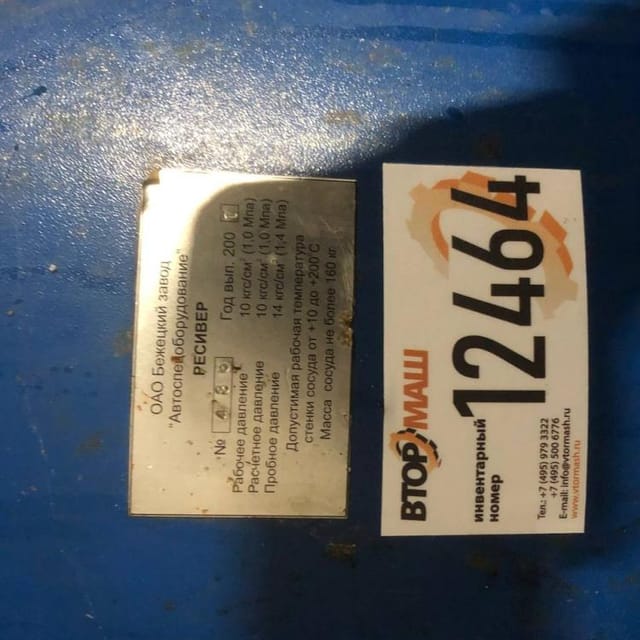 ОАО Бежецкий завод
"Автоспецоборудование"
РЕСИВЕР
№ Год вып. 200
Рабочее давление 10 кгс/см² (1,0 Мпа)
Расчетное давление 10 кгс/см² (1,0 Мпа)
Пробное давление 14 кгс/см² (1,4 Мпа)
Допустимая рабочая температура
стенки сосуда от +10 до +200°С
Масса сосуда не более 160 кг
ВТОРМАШ
инвентарный
номер
12464
Тел.: +7 (495) 979 3322
+7 (495) 500 6776
E-mail: info@vtormash.ru
www.vtormash.ru